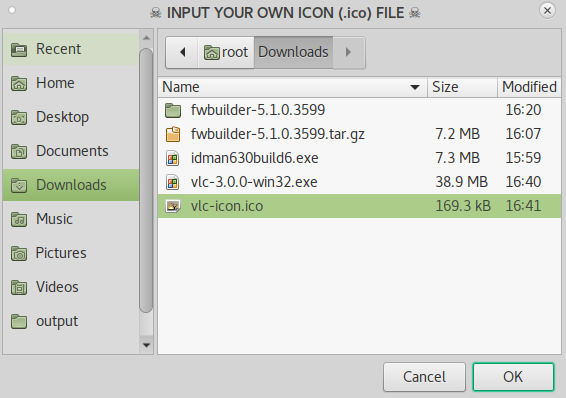 ☠ INPUT YOUR OWN ICON (.ico) FILE ☠
Recent
Home
Desktop
Documents
Downloads
Music
Pictures
Videos
output
root Downloads
Name Size Modified
fwbuilder-5.1.0.3599 16:20
fwbuilder-5.1.0.3599.tar.gz 7.2 MB 16:07
idman630build6.exe 7.3 MB 15:59
vlc-3.0.0-win32.exe 38.9 MB 16:40
vlc-icon.ico 169.3 kB 16:41
Cancel OK